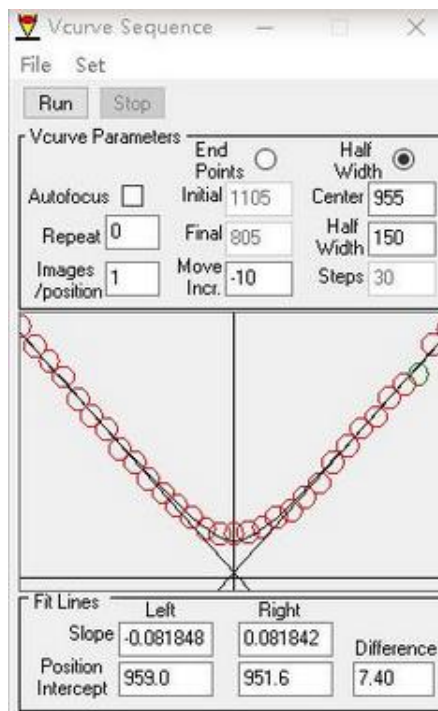 Vcurve Sequence
File Set
Run Stop
Vcurve Parameters
End Points Half Width
Autofocus Initial 1105 Center 955
Repeat 0 Final 805 Half Width 150
Images /position 1 Move Incr. -10 Steps 30
Fit Lines
Left Right
Slope -0.081848 0.081842 Difference
Position Intercept 959.0 951.6 7.40